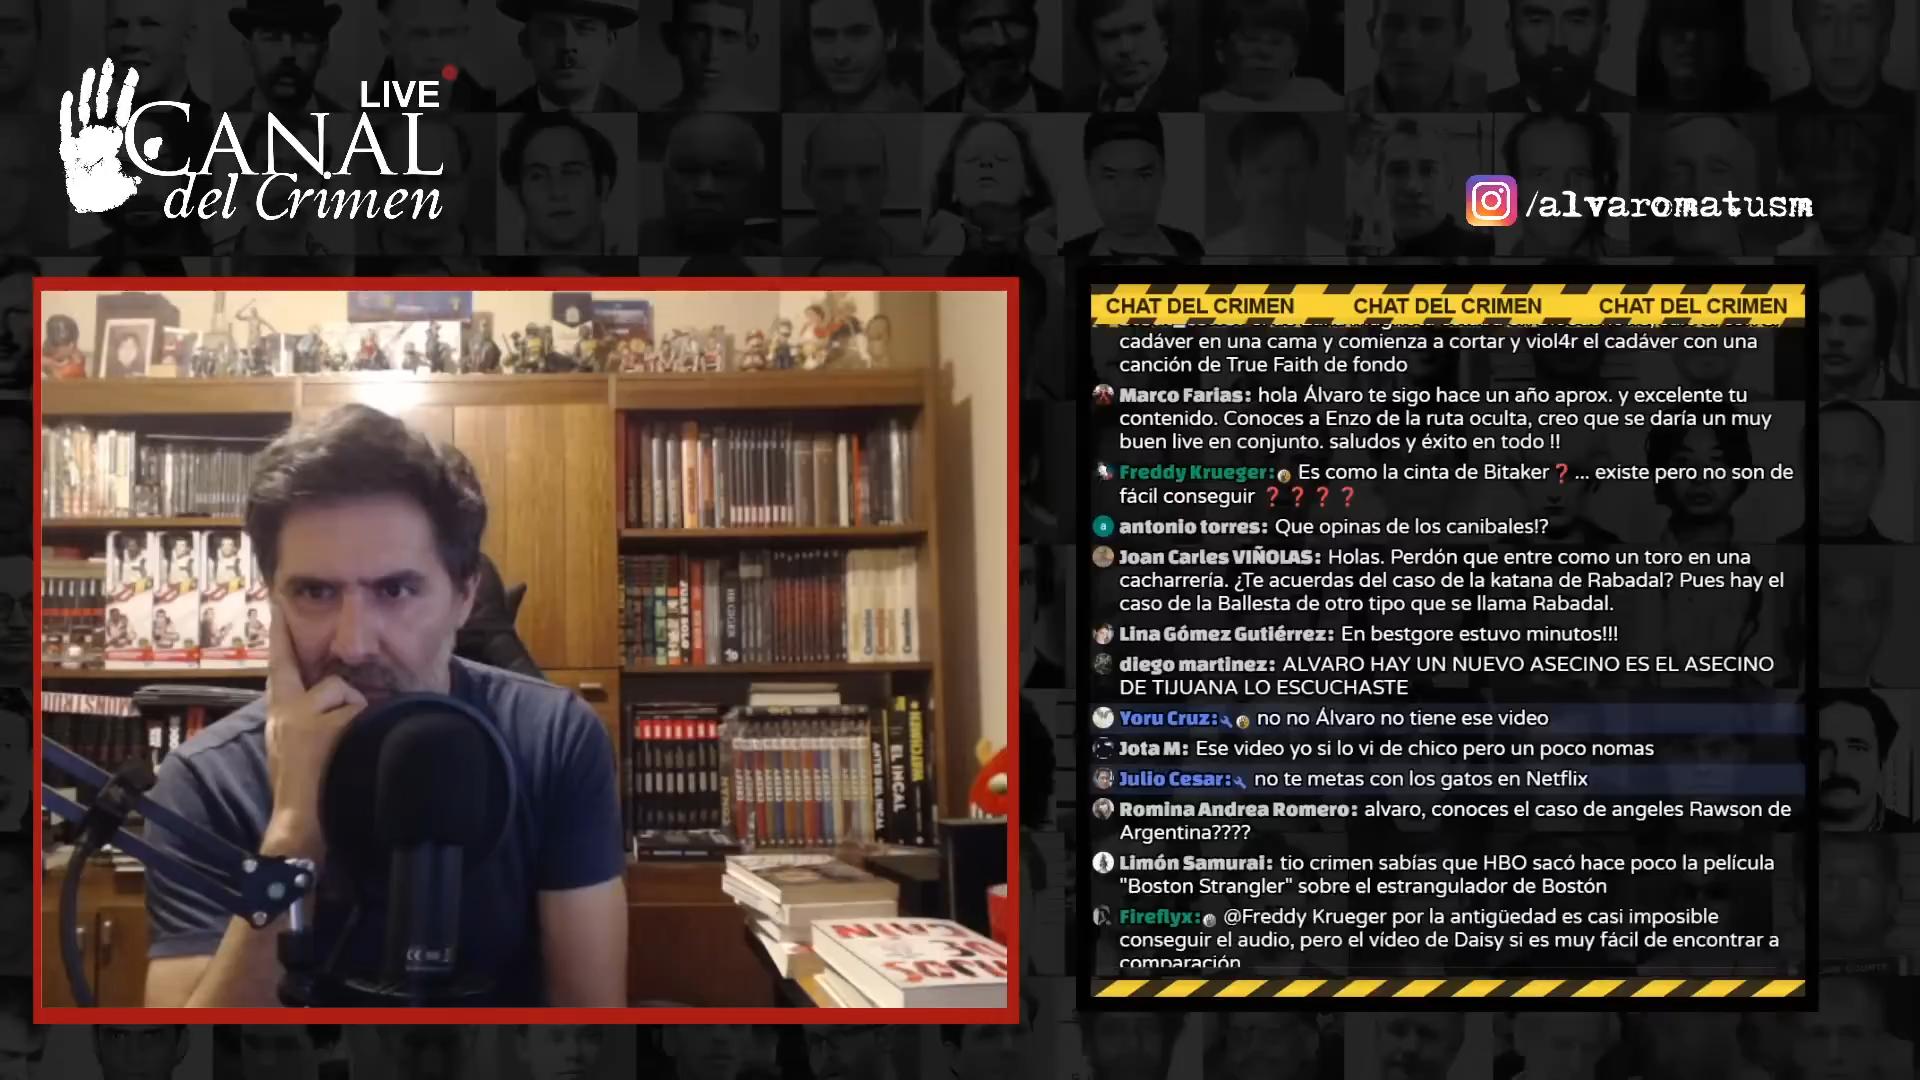 LIVE
CANAL
del Crimen
/alvaromatusm
CHAT DEL CRIMEN CHAT DEL CRIMEN CHAT DEL CRIMEN
cadáver en una cama y comienza a cortar y viol4r el cadáver con una
canción de True Faith de fondo
Marco Farias: hola Álvaro te sigo hace un año aprox. y excelente tu
contenido. Conoces a Enzo de la ruta oculta, creo que se daría un muy
buen live en conjunto. saludos y éxito en todo !!
Freddy Krueger: Es como la cinta de Bitaker❓... existe pero no son de
fácil conseguir ❓❓❓❓
antonio torres: Que opinas de los canibales!?
Joan Carles VIÑOLAS: Holas. Perdón que entre como un toro en una
cacharrería. ¿Te acuerdas del caso de la katana de Rabadal? Pues hay el
caso de la Ballesta de otro tipo que se llama Rabadal.
Lina Gómez Gutiérrez: En bestgore estuvo minutos!!!
diego martinez: ALVARO HAY UN NUEVO ASECINO ES EL ASECINO
DE TIJUANA LO ESCUCHASTE
Yoru Cruz: no no Álvaro no tiene ese video
Jota M: Ese video yo si lo vi de chico pero un poco nomas
Julio Cesar: no te metas con los gatos en Netflix
Romina Andrea Romero: alvaro, conoces el caso de angeles Rawson de
Argentina????
Limón Samurai: tio crimen sabías que HBO sacó hace poco la película
"Boston Strangler" sobre el estrangulador de Bostón
Fireflyx: @Freddy Krueger por la antigüedad es casi imposible
conseguir el audio, pero el vídeo de Daisy si es muy fácil de encontrar a
comparación
EL INCAL